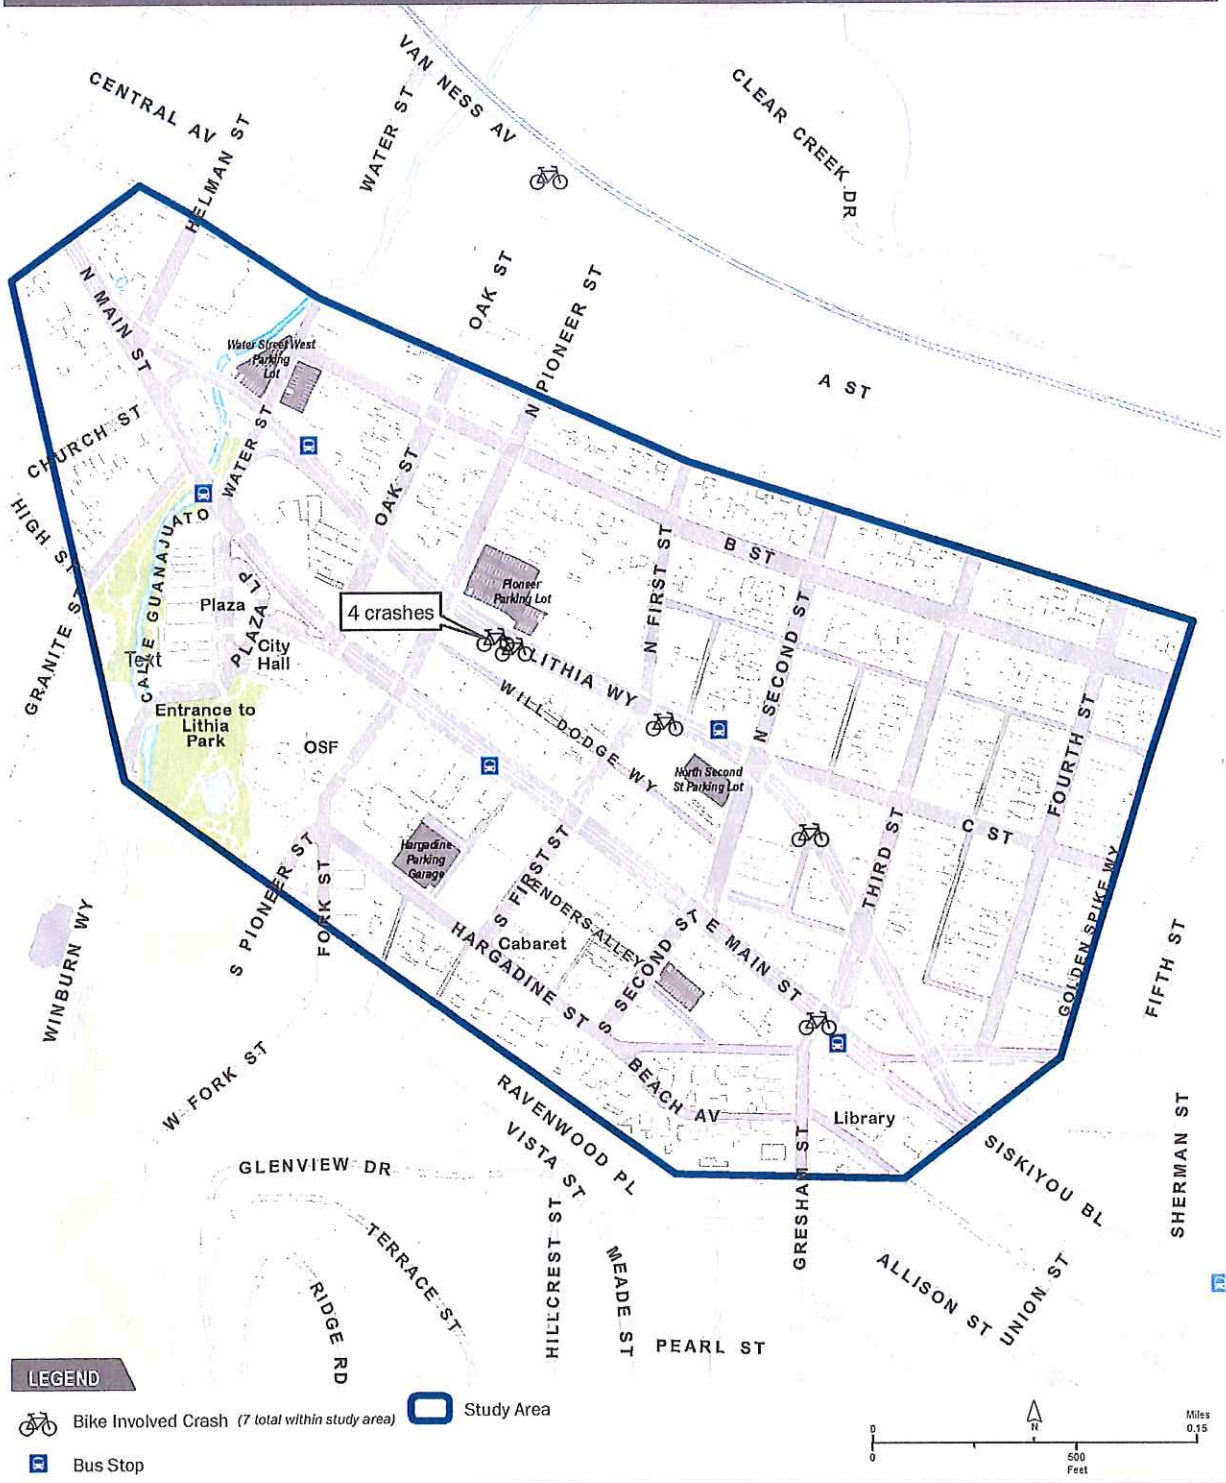 VAN NESS AV
CENTRAL AV
CLEAR CREEK DR
WATER ST
HELMAN ST
OAK ST
N PIONEER ST
N MAIN ST
Water Street West
Parking
Lot
A ST
CHURCH ST
WATER ST
OAK ST
HIGH ST
CALLE GUANAJUATO
N FIRST ST
B ST
Pioneer
Parking Lot
GRANITE ST
Plaza
PLAZA LP
4 crashes
City
Hall
Text
LITHIA WY
N SECOND ST
WILL DODGE WY
Entrance to
Lithia
Park
OSF
FOURTH ST
North Second
St Parking Lot
C ST
THIRD ST
Hargadine
Parking
Garage
S FIRST ST
S PIONEER ST
FORK ST
ENDERS ALLEY
GOLDEN SPIKE WY
WINBURN WY
HARGADINE ST
Cabaret
S SECOND ST
E MAIN ST
FIFTH ST
W FORK ST
BEACH AV
RAVENWOOD PL
Library
VISTA ST
GLENVIEW DR
GRESHAM ST
SISKIYOU BL
SHERMAN ST
TERRACE ST
HILLCREST ST
MEADE ST
ALLISON ST
UNION ST
RIDGE RD
PEARL ST
LEGEND
Bike Involved Crash (7 total within study area)
Study Area
Bus Stop
N
0
Miles
0.15
0
500
Feet